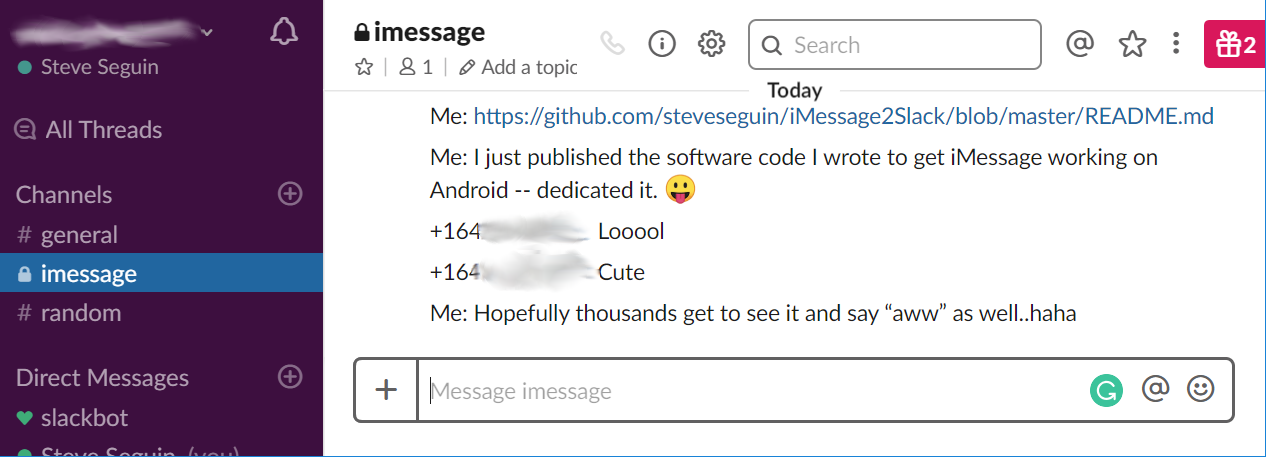 Steve Seguin
All Threads
Channels
# general
imessage
# random
Direct Messages
slackbot
Steve Seguin (you)
imessage
1
Add a topic
Search
2
Today
Me: https://github.com/steveseguin/iMessage2Slack/blob/master/README.md
Me: I just published the software code I wrote to get iMessage working on
Android -- dedicated it. 😛
+164 Looool
+164 Cute
Me: Hopefully thousands get to see it and say “aww” as well..haha
Message imessage